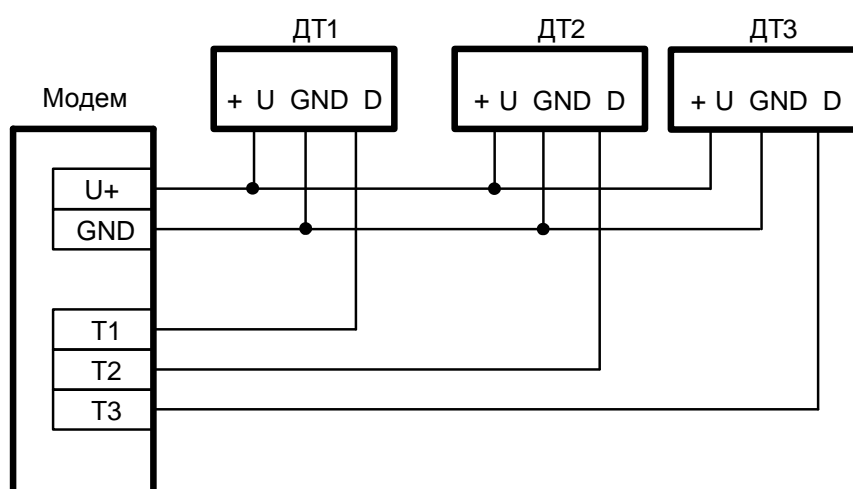 ДТ1 ДТ2 ДТ3
Модем
+ U GND D + U GND D + U GND D
U+
GND
T1
T2
T3